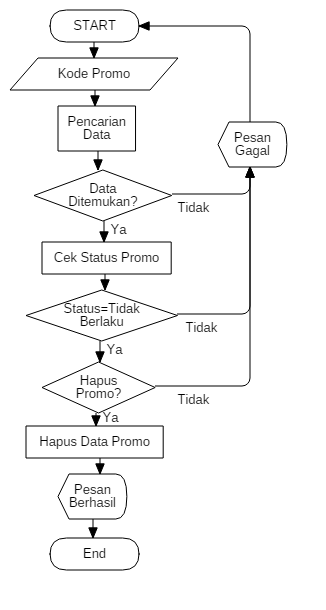 START
Kode Promo
Pencarian
Data
Pesan
Gagal
Data
Ditemukan?
Tidak
Ya
Cek Status Promo
Status=Tidak
Berlaku
Tidak
Ya
Hapus
Promo?
Tidak
Ya
Hapus Data Promo
Pesan
Berhasil
End